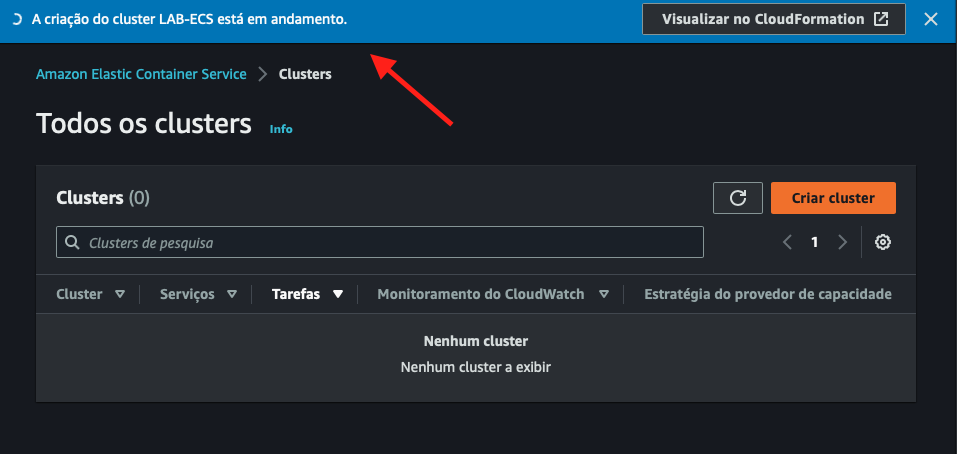 A criação do cluster LAB-ECS está em andamento.
Visualizar no CloudFormation
Amazon Elastic Container Service
Clusters
Todos os clusters
Info
Clusters (0)
Criar cluster
Clusters de pesquisa
1
Cluster
Serviços
Tarefas
Monitoramento do CloudWatch
Estratégia do provedor de capacidade
Nenhum cluster
Nenhum cluster a exibir